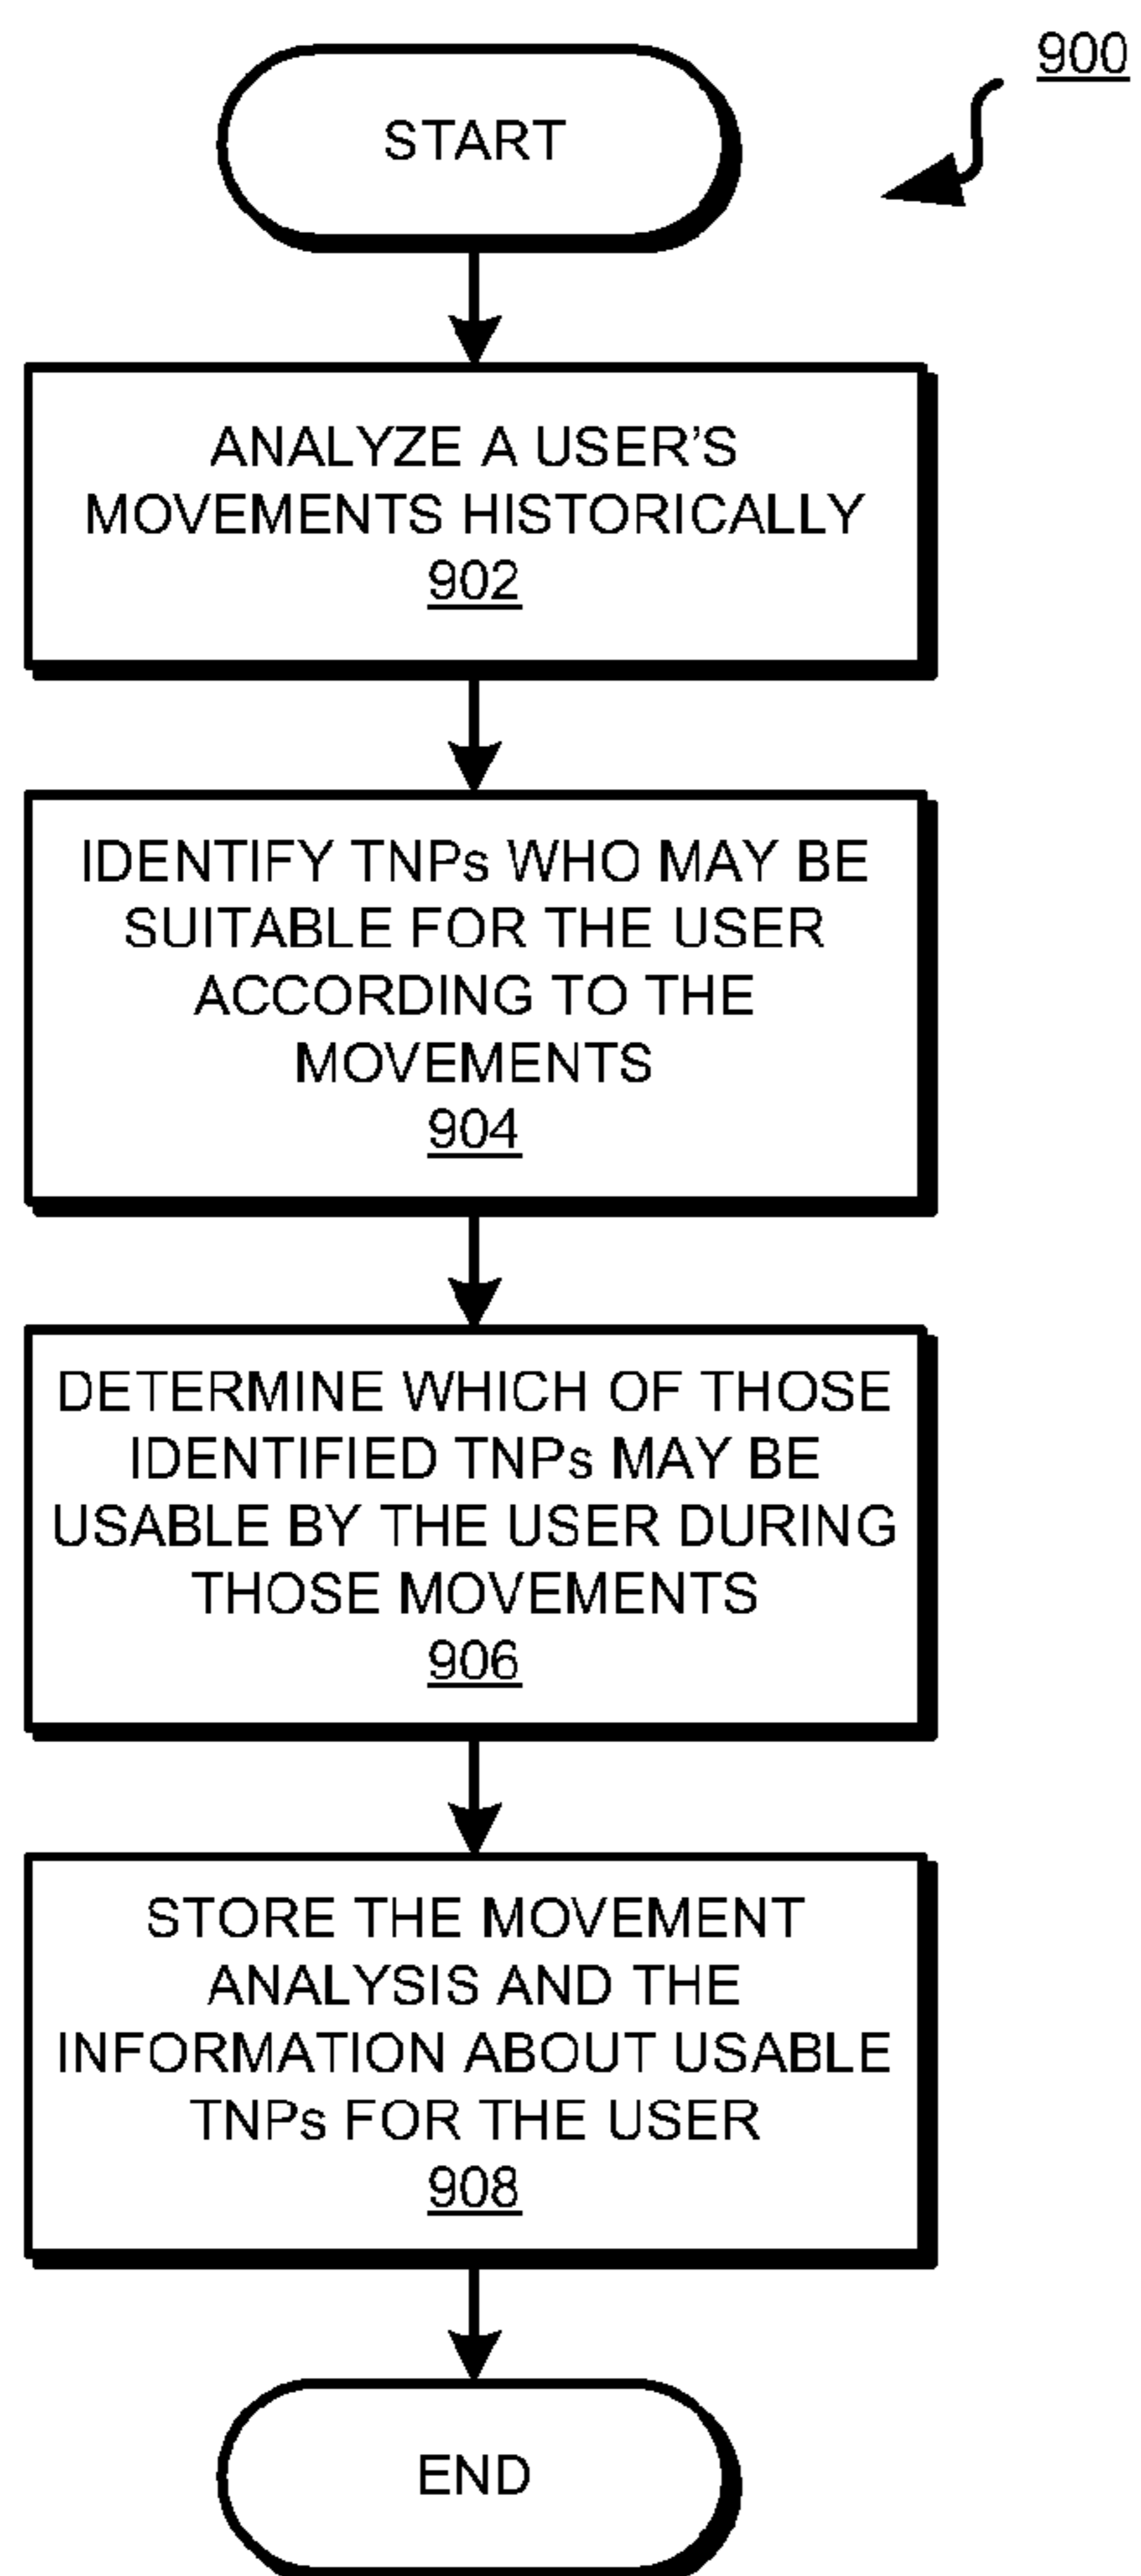 900
START
ANALYZE A USER’S
MOVEMENTS HISTORICALLY
902
IDENTIFY TNPs WHO MAY BE
SUITABLE FOR THE USER
ACCORDING TO THE
MOVEMENTS
904
DETERMINE WHICH OF THOSE
IDENTIFIED TNPs MAY BE
USABLE BY THE USER DURING
THOSE MOVEMENTS
906
STORE THE MOVEMENT
ANALYSIS AND THE
INFORMATION ABOUT USABLE
TNPs FOR THE USER
908
END